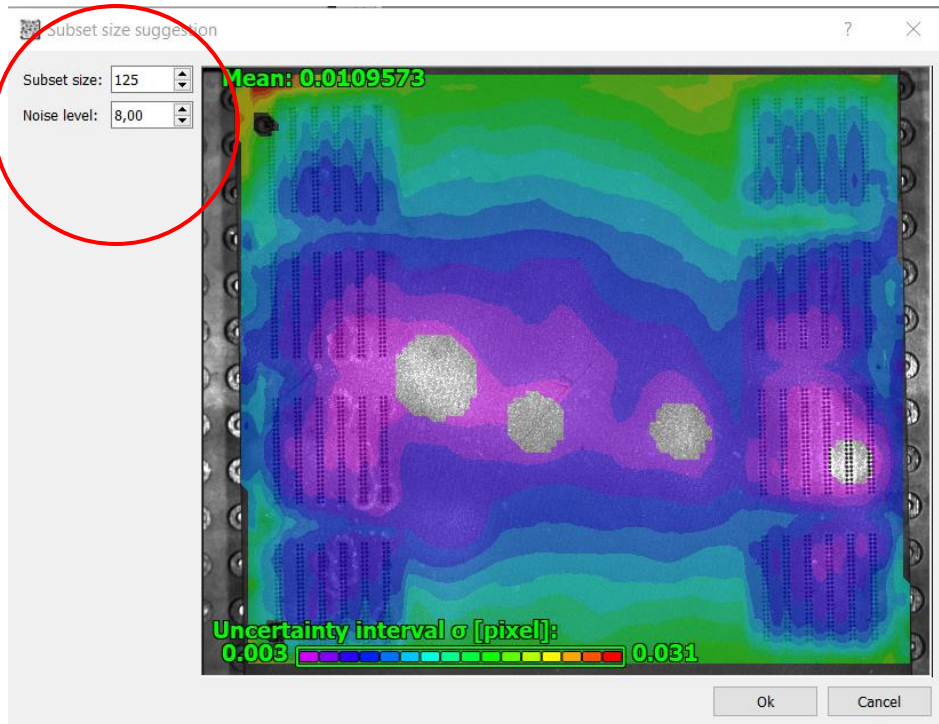 Subset size suggestion
?
Subset size: 125
Noise level: 8,00
Mean: 0.0109573
Uncertainty interval σ [pixel]:
0.003 0.031
Ok Cancel